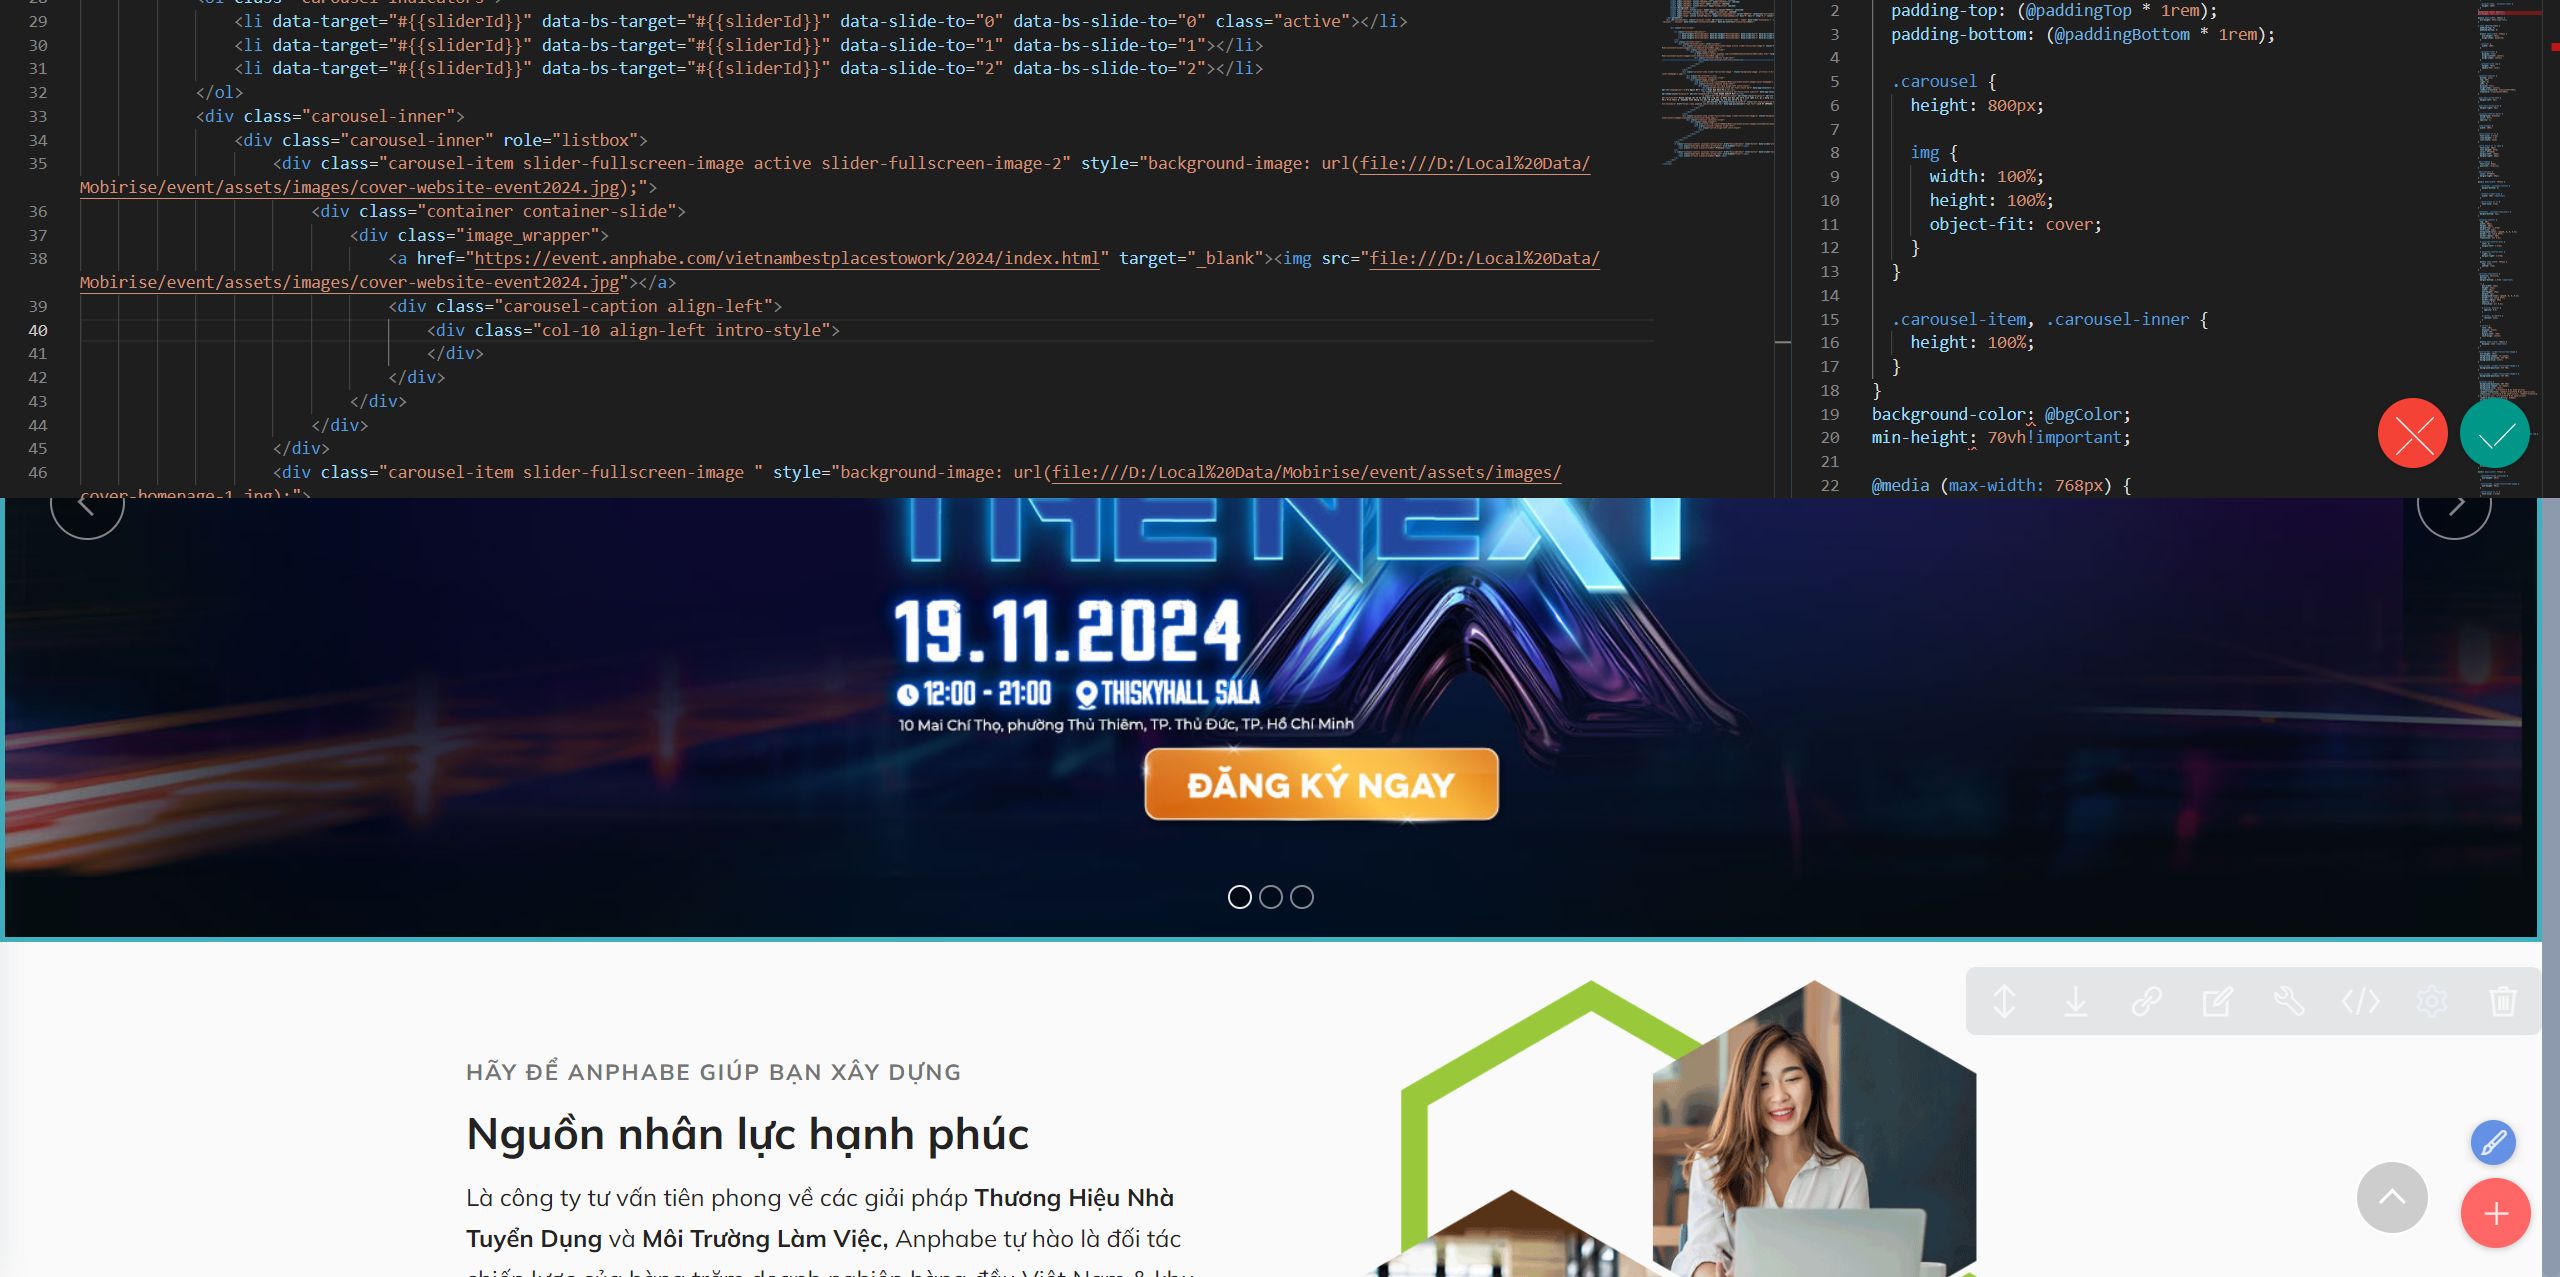 28 <ol class="carousel-indicators">
29 <li data-target="#{{sliderId}}" data-bs-target="#{{sliderId}}" data-slide-to="0" data-bs-slide-to="0" class="active"></li>
30 <li data-target="#{{sliderId}}" data-bs-target="#{{sliderId}}" data-slide-to="1" data-bs-slide-to="1"></li>
31 <li data-target="#{{sliderId}}" data-bs-target="#{{sliderId}}" data-slide-to="2" data-bs-slide-to="2"></li>
32 </ol>
33 <div class="carousel-inner">
34 <div class="carousel-inner" role="listbox">
35 <div class="carousel-item slider-fullscreen-image active slider-fullscreen-image-2" style="background-image: url(file:///D:/Local%20Data/
Mobirise/event/assets/images/cover-website-event2024.jpg);">
36 <div class="container container-slide">
37 <div class="image_wrapper">
38 <a href="https://event.anphabe.com/vietnambestplacestowork/2024/index.html" target="_blank"><img src="file:///D:/Local%20Data/
Mobirise/event/assets/images/cover-website-event2024.jpg"></a>
39 <div class="carousel-caption align-left">
40 <div class="col-10 align-left intro-style">
41 </div>
42 </div>
43 </div>
44 </div>
45 </div>
46 <div class="carousel-item slider-fullscreen-image " style="background-image: url(file:///D:/Local%20Data/Mobirise/event/assets/images/
cover-homepage-1.jpg);">
2 padding-top: (@paddingTop * 1rem);
3 padding-bottom: (@paddingBottom * 1rem);
4
5 .carousel {
6 height: 800px;
7
8 img {
9 width: 100%;
10 height: 100%;
11 object-fit: cover;
12 }
13 }
14
15 .carousel-item, .carousel-inner {
16 height: 100%;
17 }
18 }
19 background-color: @bgColor;
20 min-height: 70vh!important;
21
22 @media (max-width: 768px) {
THE NEXT
19.11.2024
12:00 - 21:00 THISKYHALL SALA
10 Mai Chí Thọ, phường Thủ Thiêm, TP. Thủ Đức, TP. Hồ Chí Minh
ĐĂNG KÝ NGAY
HÃY ĐỂ ANPHABE GIÚP BẠN XÂY DỰNG
Nguồn nhân lực hạnh phúc
Là công ty tư vấn tiên phong về các giải pháp Thương Hiệu Nhà
Tuyển Dụng và Môi Trường Làm Việc, Anphabe tự hào là đối tác
chiến lược của hàng trăm doanh nghiệp hàng đầu Việt Nam & khu